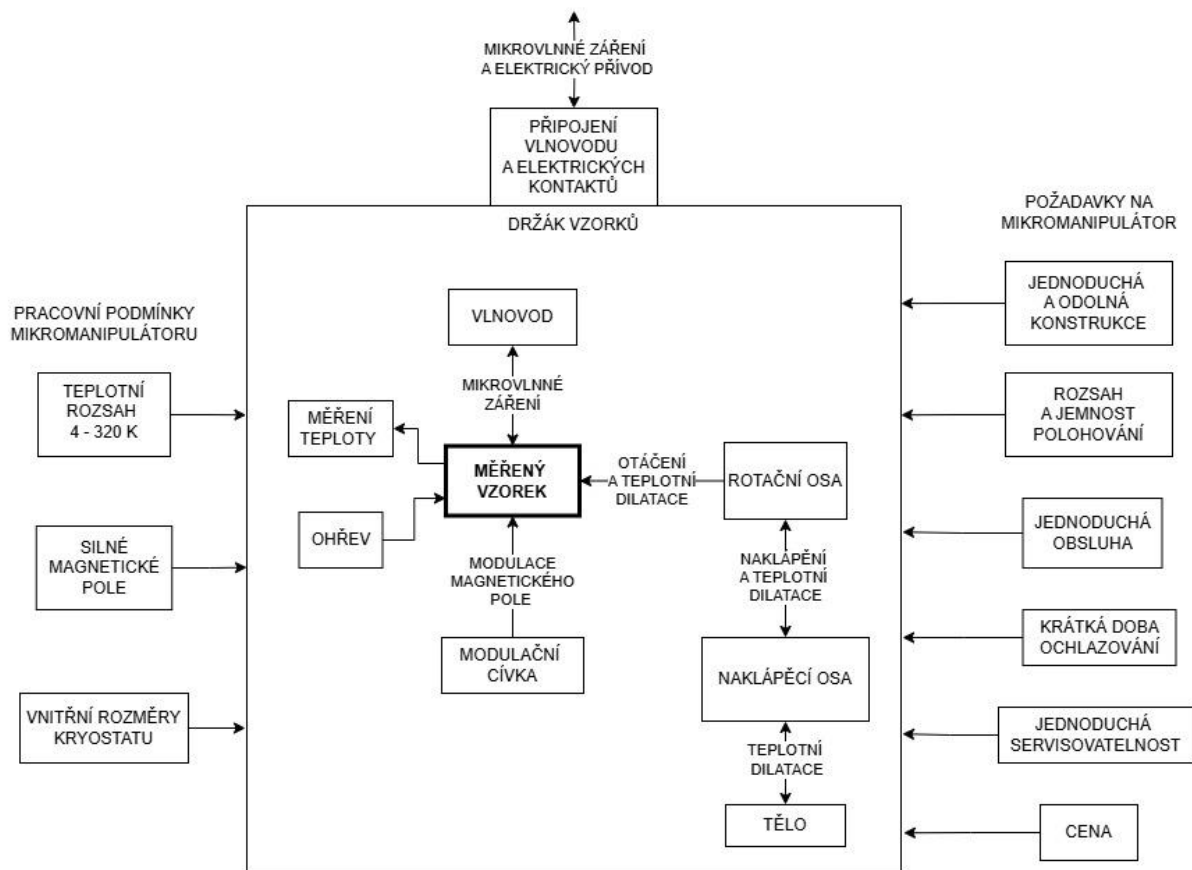 MIKROVLNNÉ ZÁŘENÍ
A ELEKTRICKÝ PŘÍVOD
PŘIPOJENÍ
VLNOVODU
A ELEKTRICKÝCH
KONTAKTŮ
DRŽÁK VZORKŮ
PRACOVNÍ PODMÍNKY
MIKROMANIPULÁTORU
TEPLOTNÍ
ROZSAH
4 - 320 K
SILNÉ
MAGNETICKÉ
POLE
VNITŘNÍ ROZMĚRY
KRYOSTATU
VLNOVOD
MIKROVLNNÉ
ZÁŘENÍ
MĚŘENÍ
TEPLOTY
MĚŘENÝ
VZOREK
OHŘEV
MODULACE
MAGNETICKÉHO
POLE
MODULAČNÍ
CÍVKA
OTÁČENÍ
A TEPLOTNÍ
DILATACE
ROTAČNÍ OSA
NAKLÁPĚNÍ
A TEPLOTNÍ
DILATACE
NAKLÁPĚCÍ OSA
TEPLOTNÍ
DILATACE
TĚLO
POŽADAVKY NA
MIKROMANIPULÁTOR
JEDNODUCHÁ
A ODOLNÁ
KONSTRUKCE
ROZSAH
A JEMNOST
POLOHOVÁNÍ
JEDNODUCHÁ
OBSLUHA
KRÁTKÁ DOBA
OCHLAZOVÁNÍ
JEDNODUCHÁ
SERVISOVATELNOST
CENA